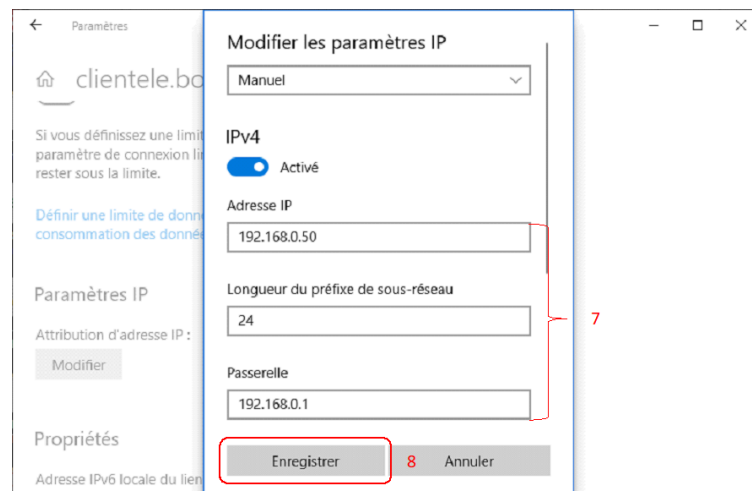 Paramètres
clientele.bo
Si vous définissez une limit
paramètre de connexion li
rester sous la limite.
Définir une limite de donn
consommation des donnée
Paramètres IP
Attribution d'adresse IP :
Modifier
Propriétés
Adresse IPv6 locale du lien
Modifier les paramètres IP
Manuel
IPv4
Activé
Adresse IP
192.168.0.50
Longueur du préfixe de sous-réseau
24
7
Passerelle
192.168.0.1
Enregistrer
8
Annuler